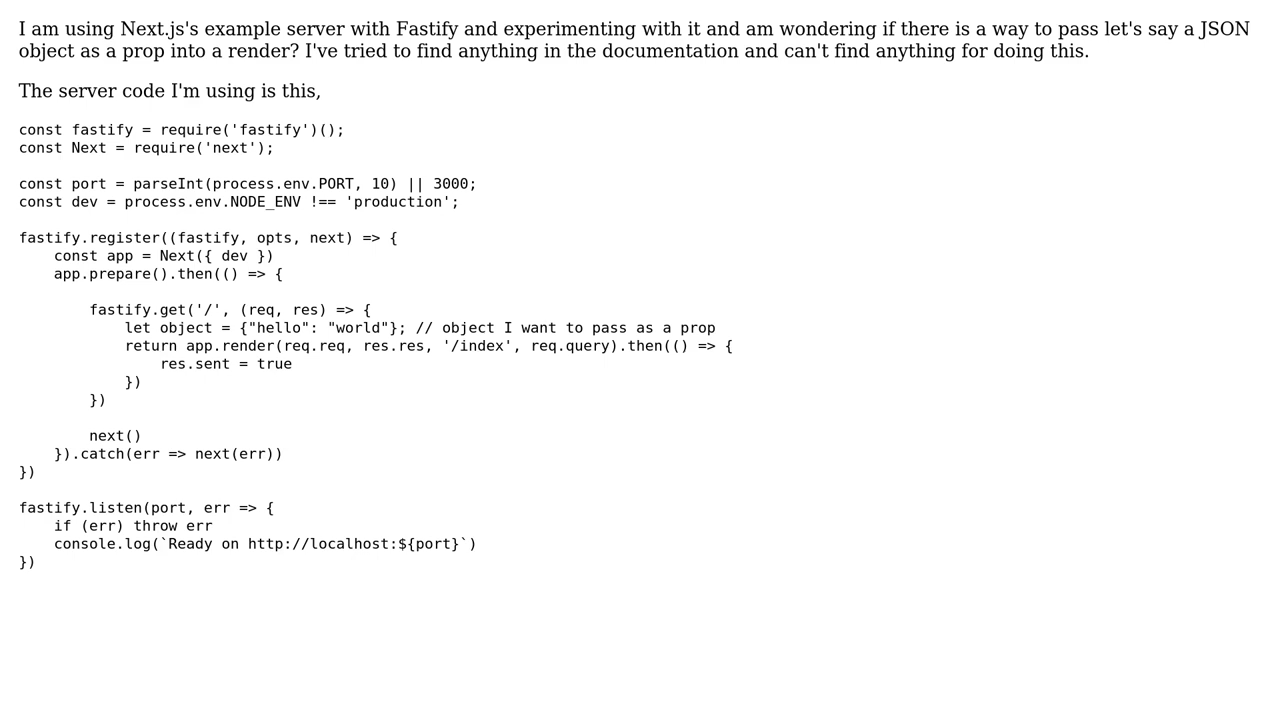 I am using Next.js's example server with Fastify and experimenting with it and am wondering if there is a way to pass let's say a JSON
object as a prop into a render? I've tried to find anything in the documentation and can't find anything for doing this.

The server code I'm using is this,

const fastify = require('fastify')();
const Next = require('next');

const port = parseInt(process.env.PORT, 10) || 3000;
const dev = process.env.NODE_ENV !== 'production';

fastify.register((fastify, opts, next) => {
    const app = Next({ dev })
    app.prepare().then(() => {

        fastify.get('/', (req, res) => {
            let object = {"hello": "world"}; // object I want to pass as a prop
            return app.render(req.req, res.res, '/index', req.query).then(() => {
                res.sent = true
            })
        })

        next()
    }).catch(err => next(err))
})

fastify.listen(port, err => {
    if (err) throw err
    console.log(`Ready on http://localhost:${port}`)
})